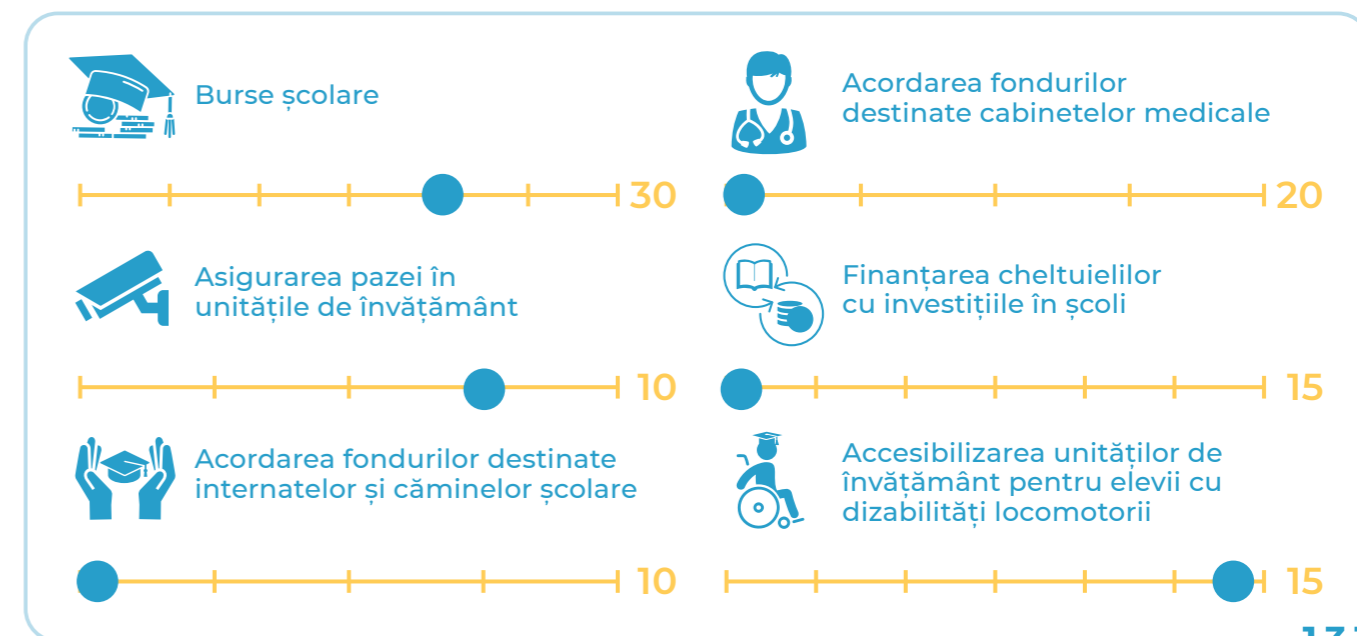 Burse școlare
30
Acordarea fondurilor
destinate cabinetelor medicale
20
Asigurarea pazei în
unitățile de învățământ
10
Finanțarea cheltuielilor
cu investițiile în școli
15
Acordarea fondurilor destinate
internatelor și căminelor școlare
10
Accesibilizarea unităților de
învățământ pentru elevii cu
dizabilități locomotorii
15